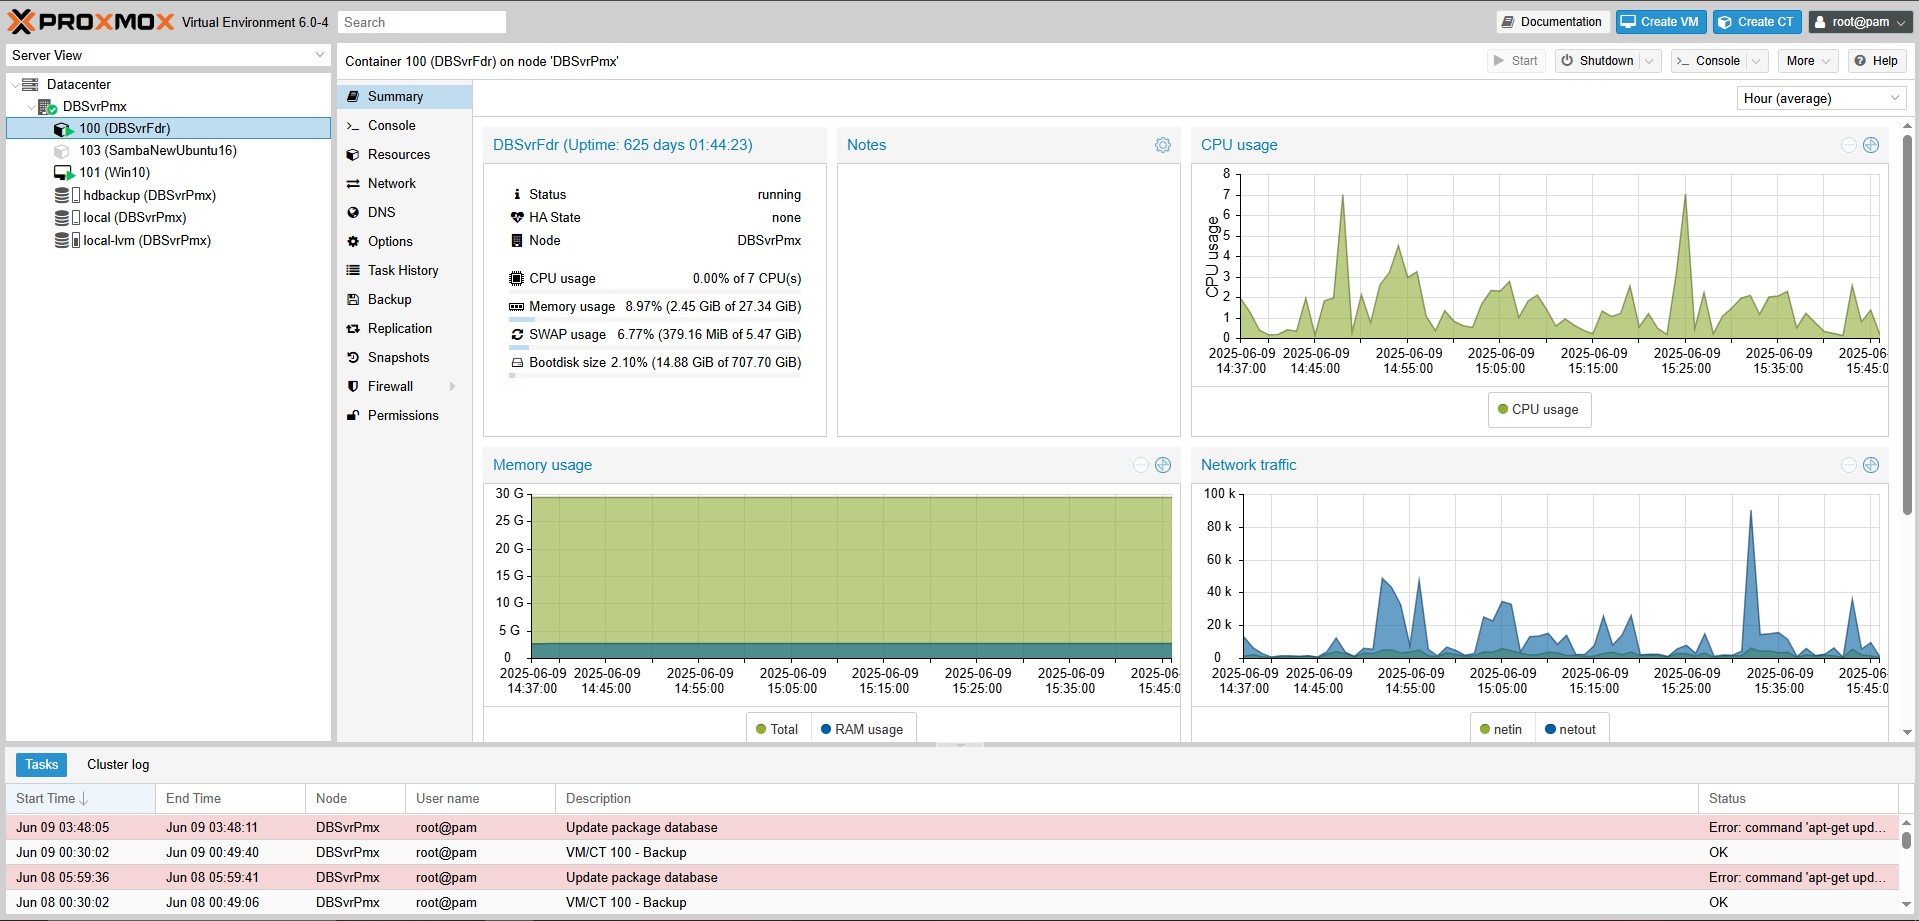 PROXMOX Virtual Environment 6.0-4 Search Documentation Create VM Create CT root@pam
Server View
Datacenter
DBSvrPmx
100 (DBSvrFdr)
103 (SambaNewUbuntu16)
101 (Win10)
hdbackup (DBSvrPmx)
local (DBSvrPmx)
local-lvm (DBSvrPmx)
Container 100 (DBSvrFdr) on node 'DBSvrPmx' Start Shutdown Console More Help
Summary
Console
Resources
Network
DNS
Options
Task History
Backup
Replication
Snapshots
Firewall
Permissions
Hour (average)
DBSvrFdr (Uptime: 625 days 01:44:23)
Status running
HA State none
Node DBSvrPmx
CPU usage 0.00% of 7 CPU(s)
Memory usage 8.97% (2.45 GiB of 27.34 GiB)
SWAP usage 6.77% (379.16 MiB of 5.47 GiB)
Bootdisk size 2.10% (14.88 GiB of 707.70 GiB)
Notes
CPU usage
CPU usage
8
7
6
5
4
3
2
1
0
2025-06-09 2025-06-09 2025-06-09 2025-06-09 2025-06-09 2025-06-09 2025-06-09 2025-06
14:37:00 14:45:00 14:55:00 15:05:00 15:15:00 15:25:00 15:35:00 15:45:0
CPU usage
Memory usage
30 G
25 G
20 G
15 G
10 G
5 G
0
2025-06-09 2025-06-09 2025-06-09 2025-06-09 2025-06-09 2025-06-09 2025-06-09 2025-06
14:37:00 14:45:00 14:55:00 15:05:00 15:15:00 15:25:00 15:35:00 15:45:0
Total RAM usage
Network traffic
100 k
80 k
60 k
40 k
20 k
0
2025-06-09 2025-06-09 2025-06-09 2025-06-09 2025-06-09 2025-06-09 2025-06-09 2025-06
14:37:00 14:45:00 14:55:00 15:05:00 15:15:00 15:25:00 15:35:00 15:45:0
netin netout
Tasks Cluster log
Start Time End Time Node User name Description Status
Jun 09 03:48:05 Jun 09 03:48:11 DBSvrPmx root@pam Update package database Error: command 'apt-get upd...
Jun 09 00:30:02 Jun 09 00:49:40 DBSvrPmx root@pam VM/CT 100 - Backup OK
Jun 08 05:59:36 Jun 08 05:59:41 DBSvrPmx root@pam Update package database Error: command 'apt-get upd...
Jun 08 00:30:02 Jun 08 00:49:06 DBSvrPmx root@pam VM/CT 100 - Backup OK